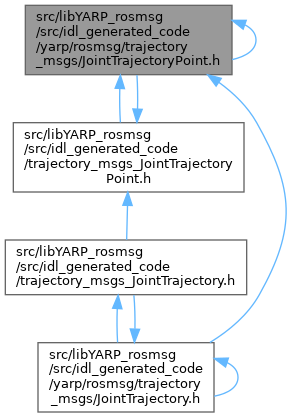 src/libYARP_rosmsg
/src/idl_generated_code
/yarp/rosmsg/trajectory
_msgs/JointTrajectoryPoint.h
src/libYARP_rosmsg
/src/idl_generated_code
/trajectory_msgs_JointTrajectory
Point.h
src/libYARP_rosmsg
/src/idl_generated_code
/trajectory_msgs_JointTrajectory.h
src/libYARP_rosmsg
/src/idl_generated_code
/yarp/rosmsg/trajectory
_msgs/JointTrajectory.h